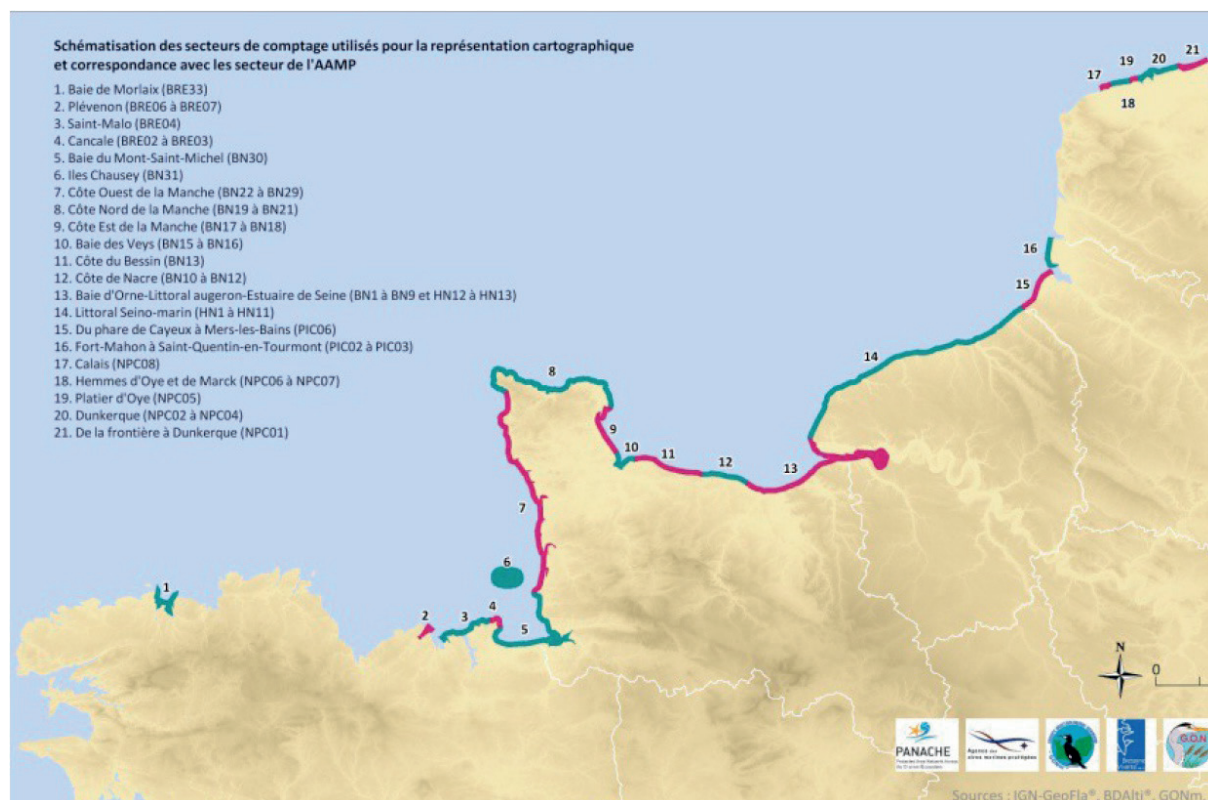 Schématisation des secteurs de comptage utilisés pour la représentation cartographique
et correspondance avec les secteur de l'AAMP
1. Baie de Morlaix (BRE33)
2. Plévenon (BRE06 à BRE07)
3. Saint-Malo (BRE04)
4. Cancale (BRE02 à BRE03)
5. Baie du Mont-Saint-Michel (BN30)
6. Iles Chausey (BN31)
7. Côte Ouest de la Manche (BN22 à BN29)
8. Côte Nord de la Manche (BN19 à BN21)
9. Côte Est de la Manche (BN17 à BN18)
10. Baie des Veys (BN15 à BN16)
11. Côte du Bessin (BN13)
12. Côte de Nacre (BN10 à BN12)
13. Baie d'Orne-Littoral augeron-Estuaire de Seine (BN1 à BN9 et HN12 à HN13)
14. Littoral Seino-marin (HN1 à HN11)
15. Du phare de Cayeux à Mers-les-Bains (PIC06)
16. Fort-Mahon à Saint-Quentin-en-Tourmont (PIC02 à PIC03)
17. Calais (NPC08)
18. Hemmes d'Oye et de Marck (NPC06 à NPC07)
19. Platier d'Oye (NPC05)
20. Dunkerque (NPC02 à NPC04)
21. De la frontière à Dunkerque (NPC01)
21
20
19
17
18
16
15
14
8
9
10
11
12
13
7
6
1
2
3
4
5
N
0
PANACHE
Agence des
aires marines protégées
Bretagne
G.O.N
Sources : IGN-GeoFla®, BDAlti®, GONm,